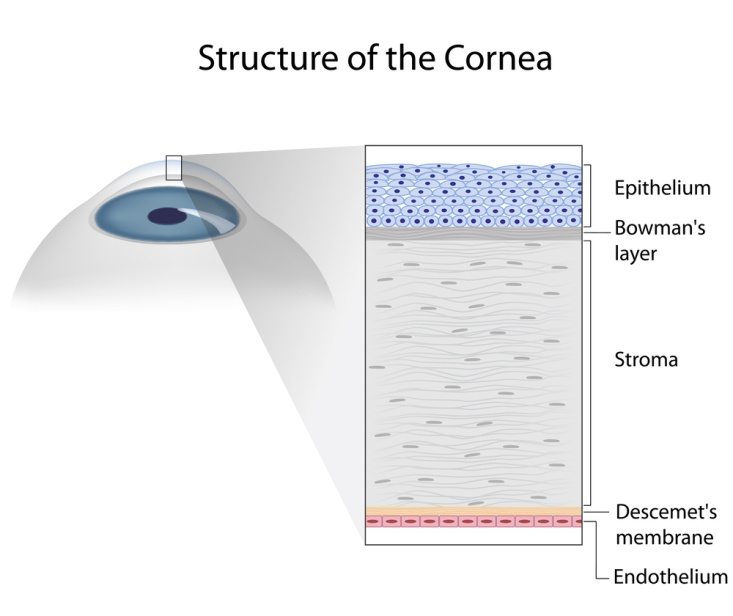 Structure of the Cornea
Epithelium
Bowman's
layer
Stroma
Descemet's
membrane
Endothelium